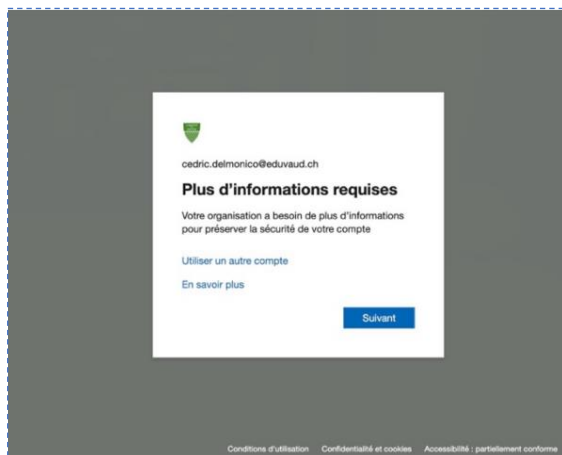 cedric.delmonico@eduvaud.ch
Plus d'informations requises
Votre organisation a besoin de plus d'informations
pour préserver la sécurité de votre compte
Utiliser un autre compte
En savoir plus
Suivant
Conditions d'utilisation Confidentialité et cookies Accessibilité : partiellement conforme